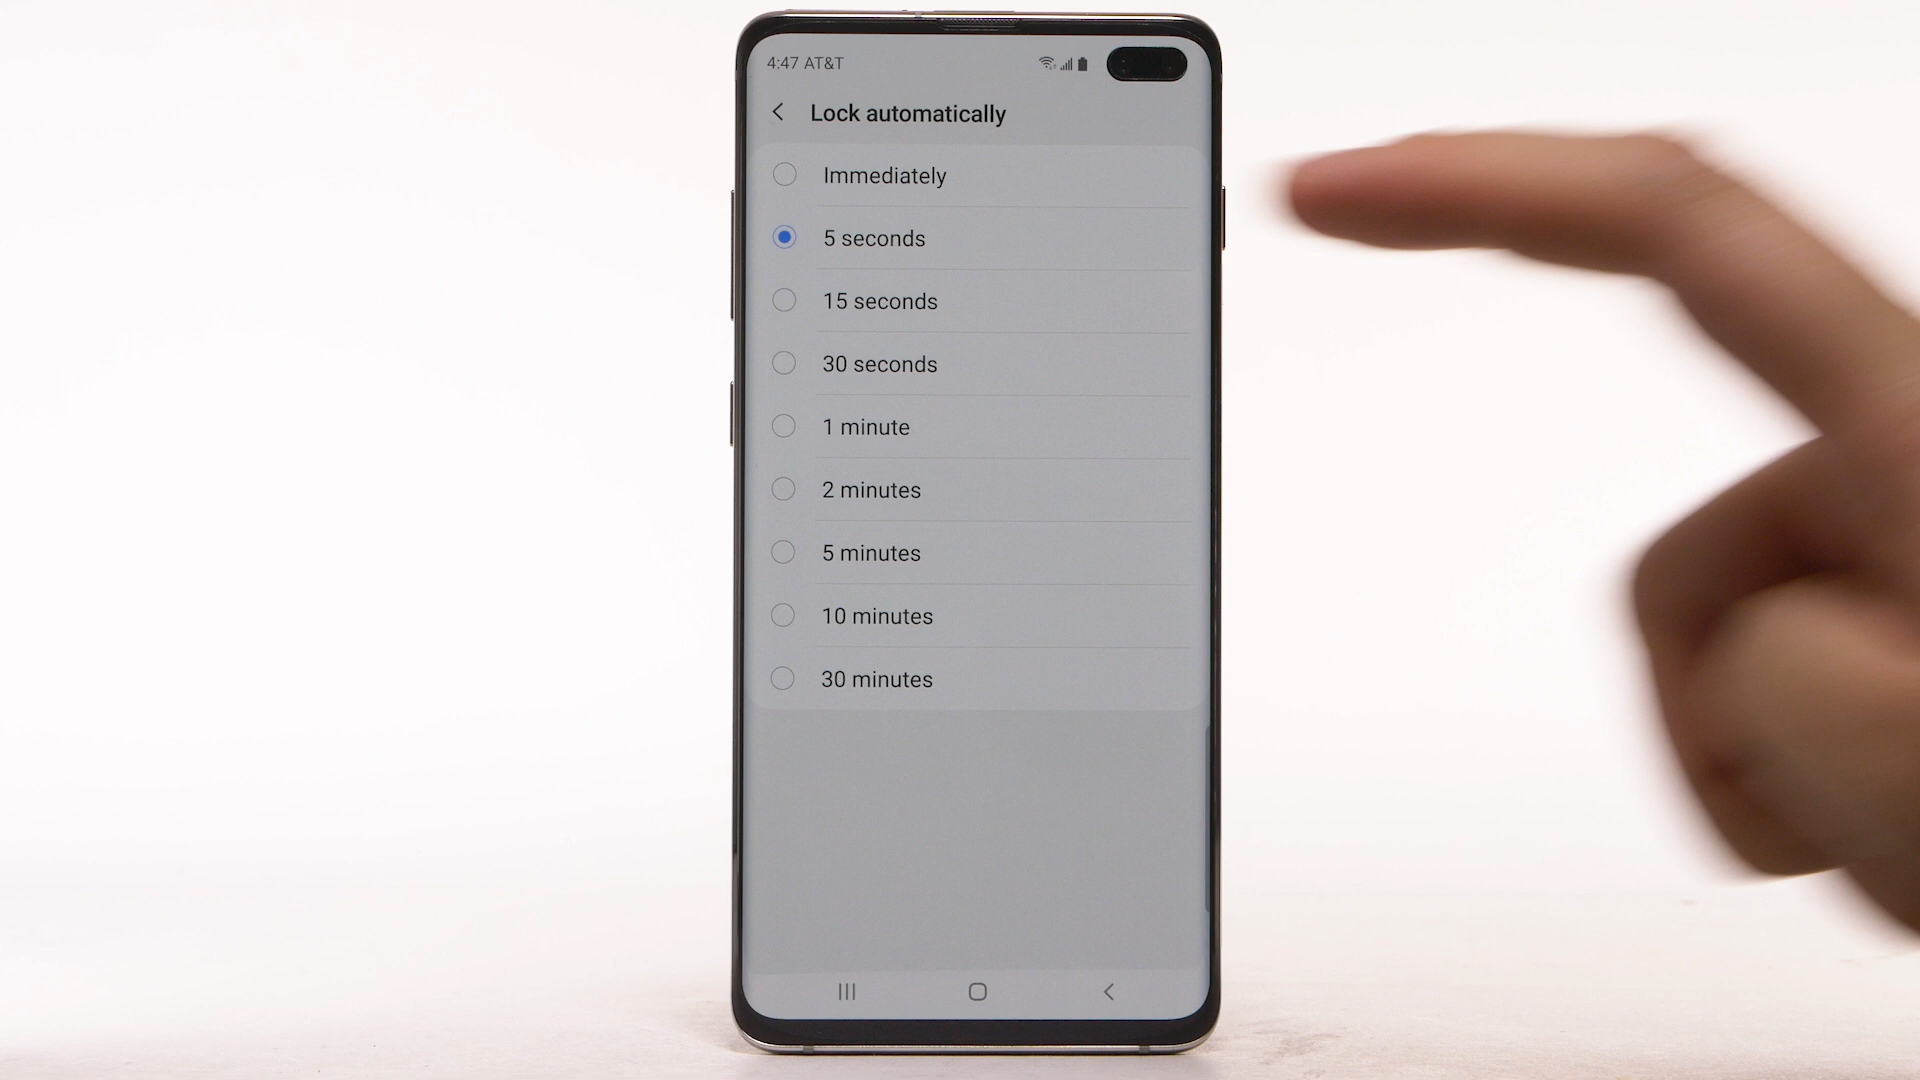 4:47 AT&T
Lock automatically
Immediately
5 seconds
15 seconds
30 seconds
1 minute
2 minutes
5 minutes
10 minutes
30 minutes